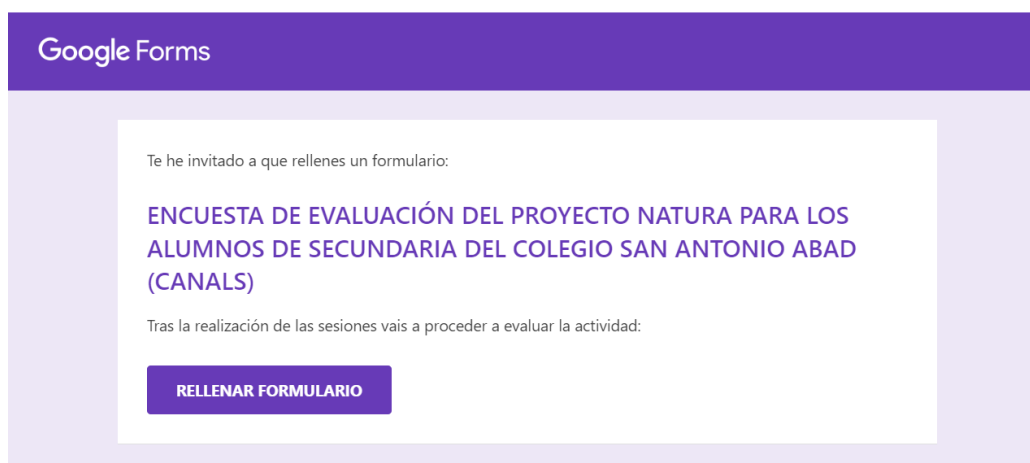 Google Forms
Te he invitado a que rellenes un formulario:
ENCUESTA DE EVALUACIÓN DEL PROYECTO NATURA PARA LOS
ALUMNOS DE SECUNDARIA DEL COLEGIO SAN ANTONIO ABAD
(CANALS)
Tras la realización de las sesiones vais a proceder a evaluar la actividad:
RELLENAR FORMULARIO